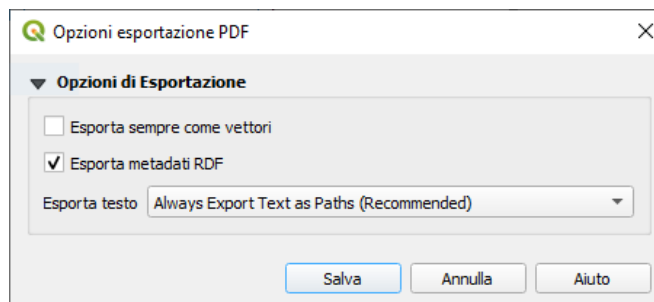 Opzioni esportazione PDF
Opzioni di Esportazione
Esporta sempre come vettori
Esporta metadati RDF
Esporta testo Always Export Text as Paths (Recommended)
Salva Annulla Aiuto